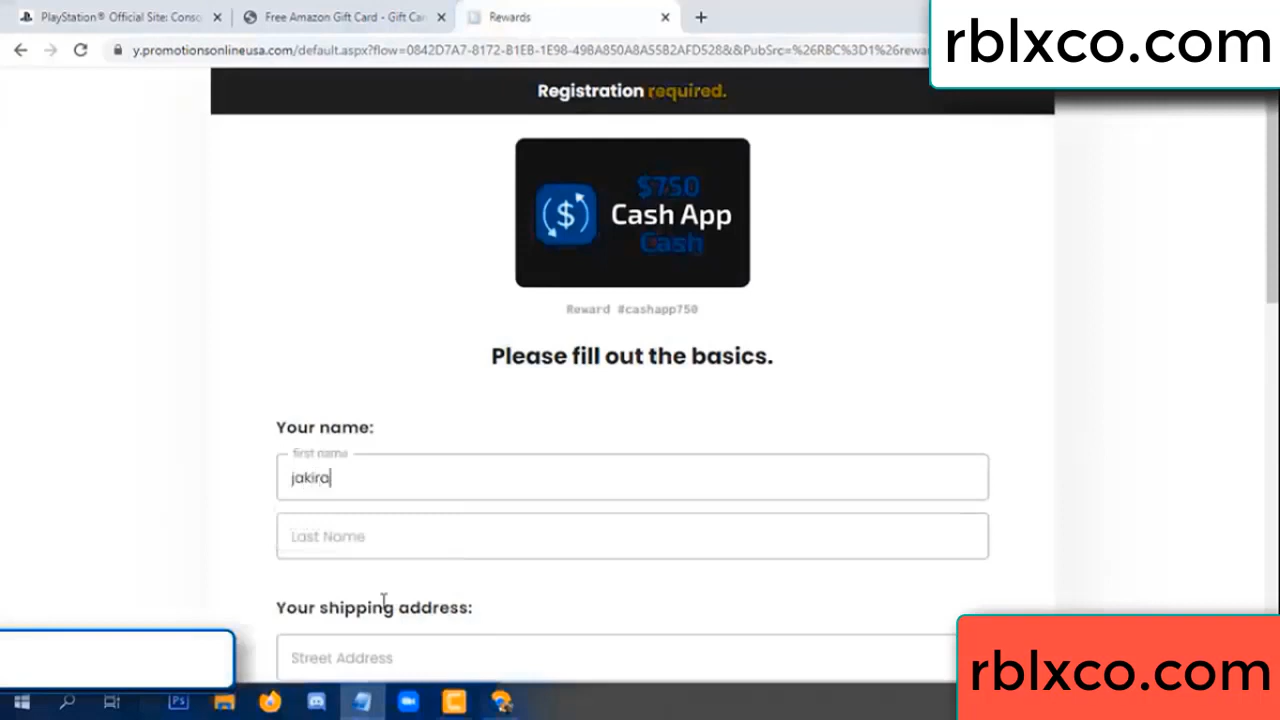 PlayStation® Official Site: Conso
Free Amazon Gift Card - Gift Car
Rewards
rblxco.com
y.promotionsonlineusa.com/default.aspx?flow=0842D7A7-8172-B1EB-1E98-49BA850A8A55B2AFD528&&PubSrc=%26RBC%3D1%26rewar
Registration required.
$750
Cash App
Cash
Reward #cashapp750
Please fill out the basics.
Your name:
first name
jakira
Last Name
Your shipping address:
Street Address
rblxco.com
Ps